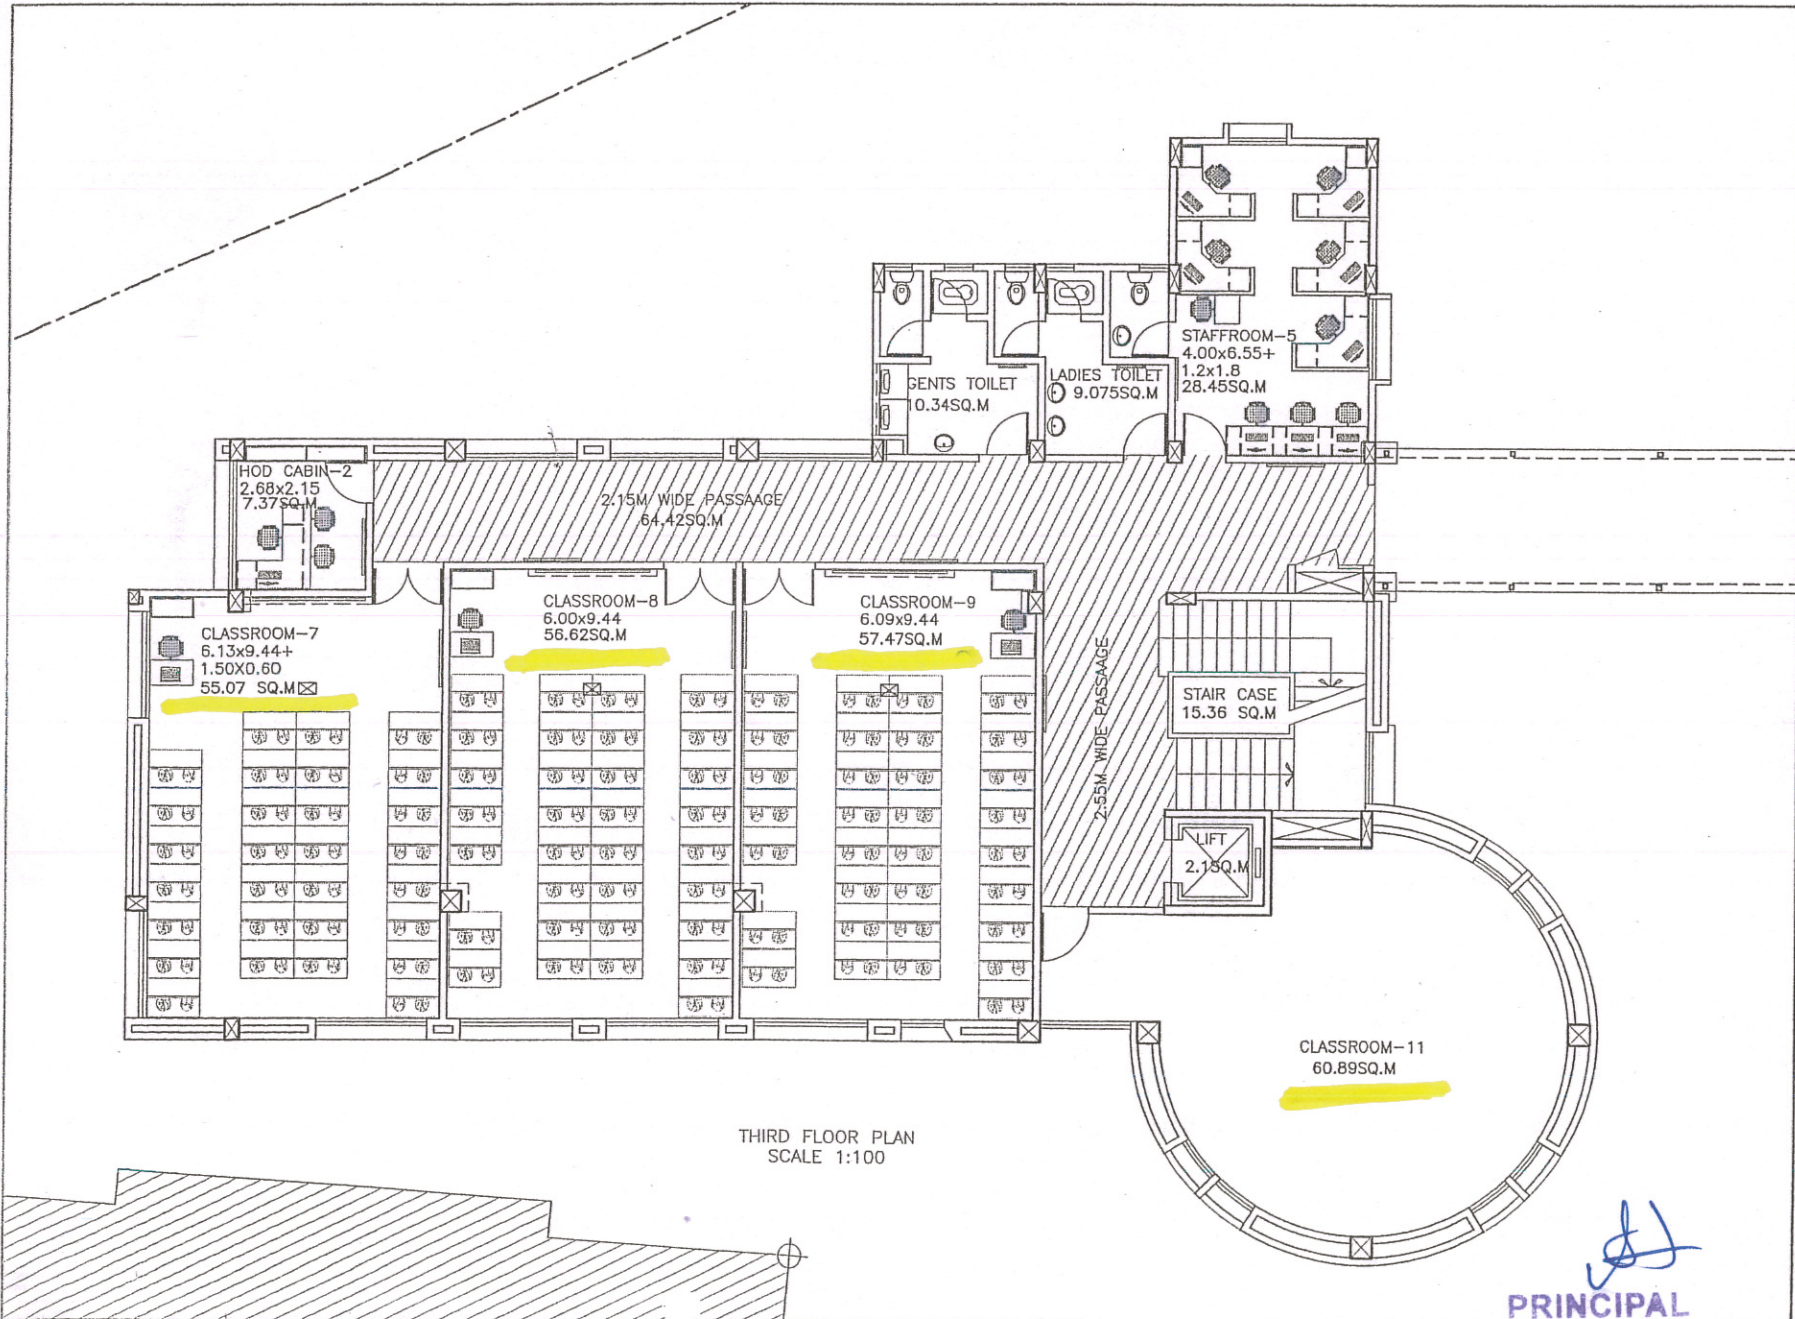 STAFFROOM-5
4.00x6.55+
1.2x1.8
28.45SQ.M
GENTS TOILET
10.34SQ.M
LADIES TOILET
9.075SQ.M
HOD CABIN-2
2.68x2.15
7.37SQ.M
2.15M WIDE PASSAAGE
64.42SQ.M
CLASSROOM-7
6.13x9.44+
1.50X0.60
55.07 SQ.M
CLASSROOM-8
6.00x9.44
56.62SQ.M
CLASSROOM-9
6.09x9.44
57.47SQ.M
2.55M WIDE PASSAAGE
STAIR CASE
15.36 SQ.M
LIFT
2.1SQ.M
CLASSROOM-11
60.89SQ.M
THIRD FLOOR PLAN
SCALE 1:100
PRINCIPAL